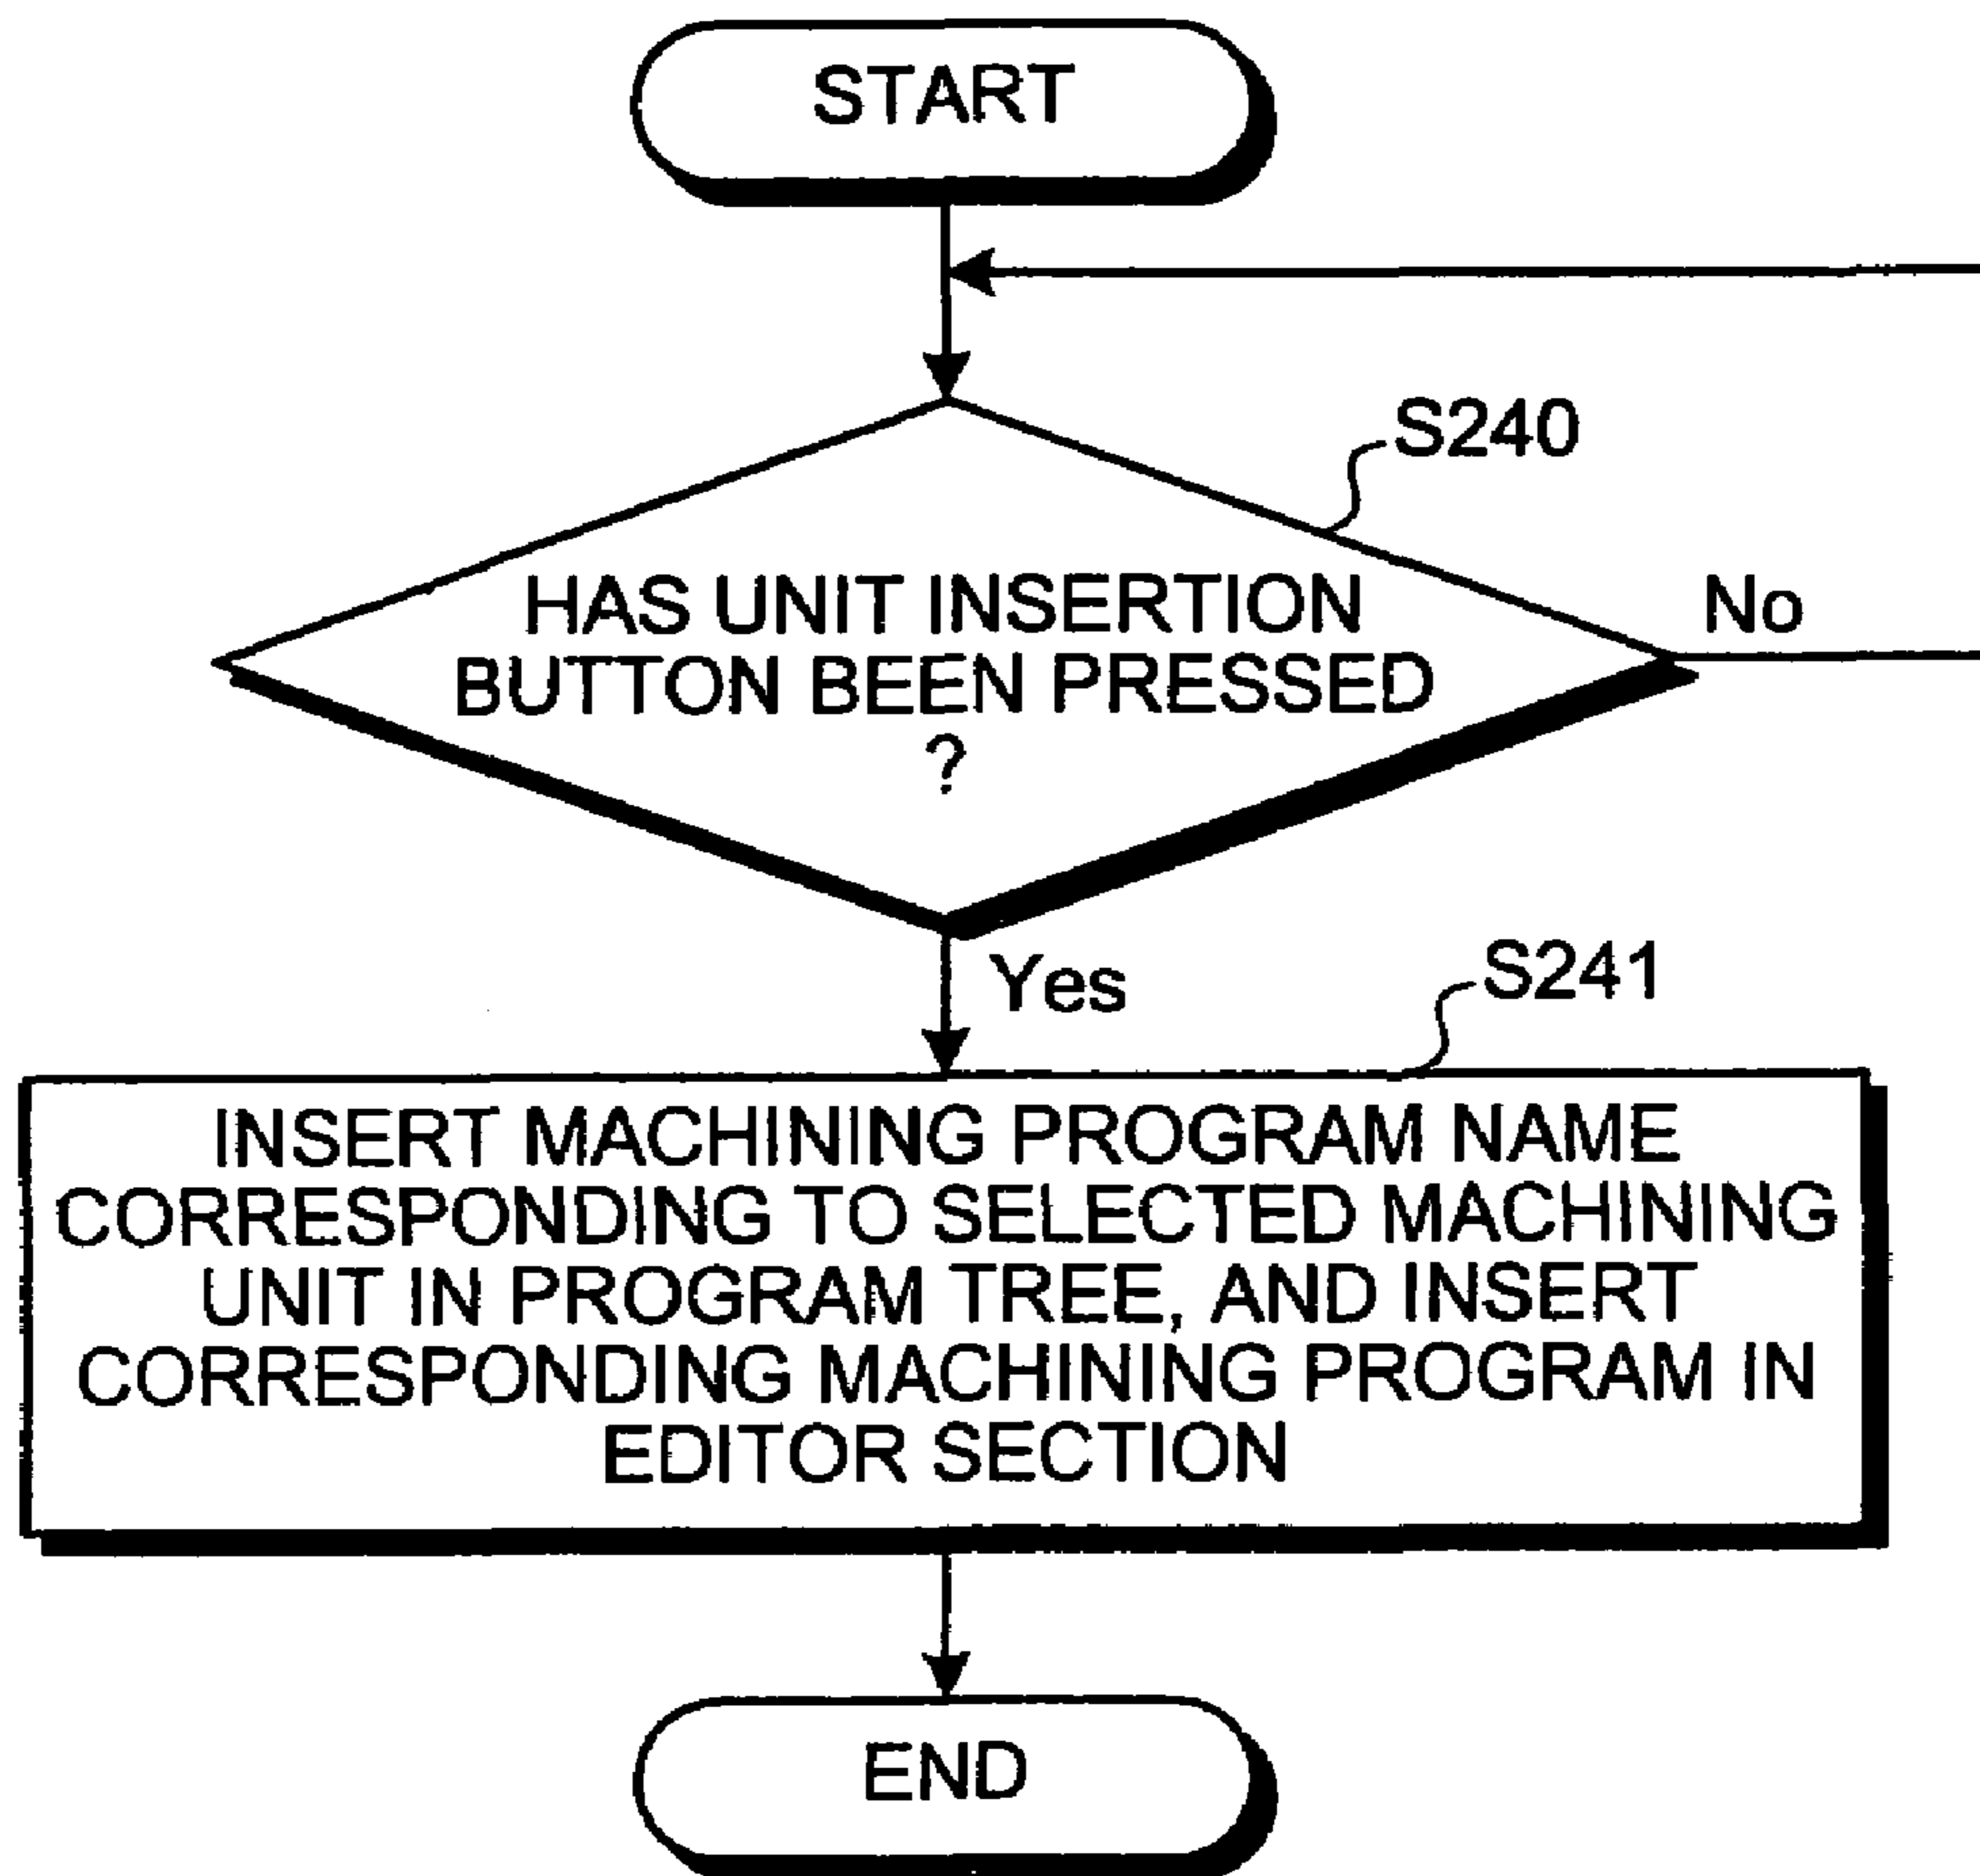 START
S240
HAS UNIT INSERTION
BUTTON BEEN PRESSED
?
No
Yes
S241
INSERT MACHINING PROGRAM NAME
CORRESPONDING TO SELECTED MACHINING
UNIT IN PROGRAM TREE, AND INSERT
CORRESPONDING MACHINING PROGRAM IN
EDITOR SECTION
END